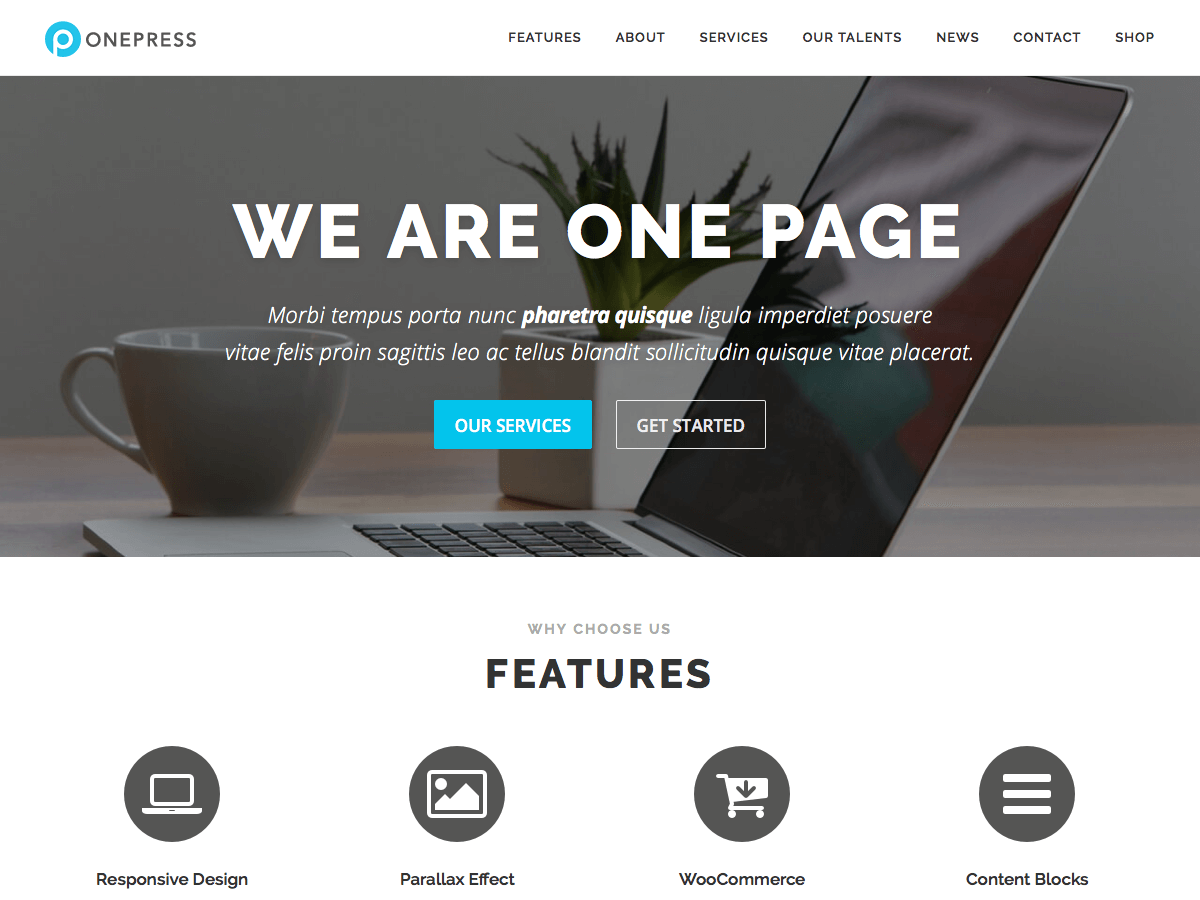 ONEPRESS
FEATURES ABOUT SERVICES OUR TALENTS NEWS CONTACT SHOP
WE ARE ONE PAGE
Morbi tempus porta nunc pharetra quisque ligula imperdiet posuere
vitae felis proin sagittis leo ac tellus blandit sollicitudin quisque vitae placerat.
OUR SERVICES GET STARTED
WHY CHOOSE US
FEATURES
Responsive Design Parallax Effect WooCommerce Content Blocks